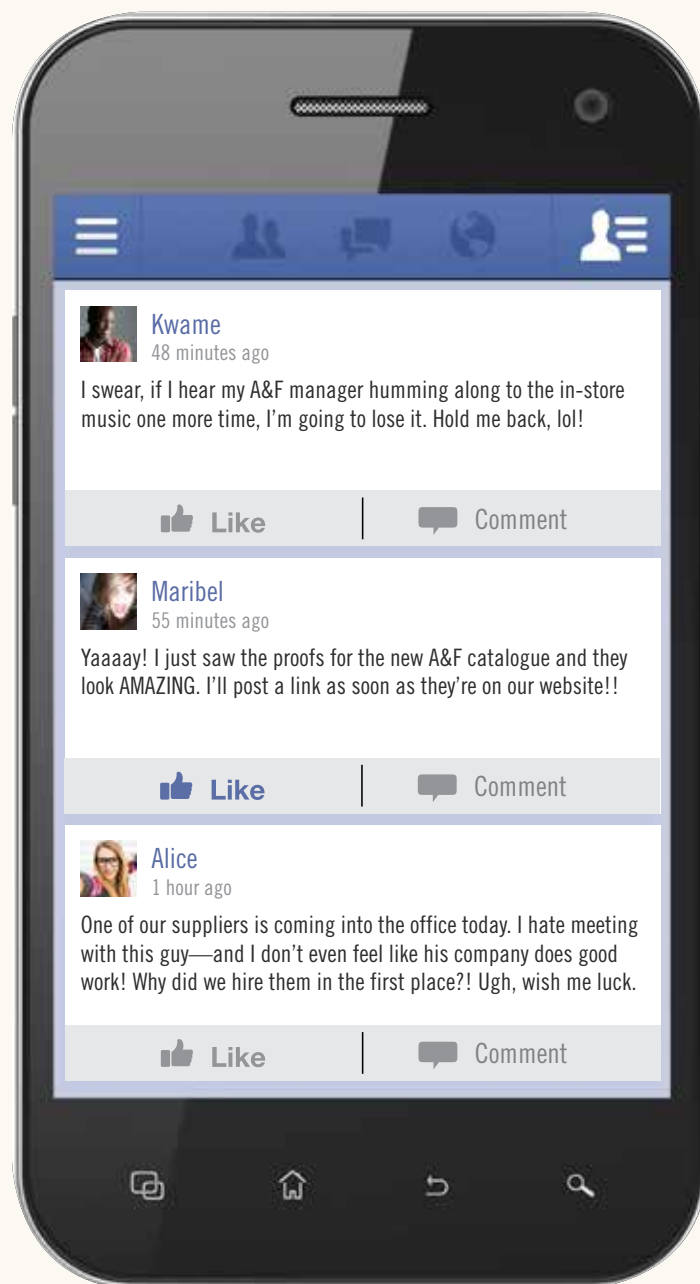 Kwame
48 minutes ago
I swear, if I hear my A&F manager humming along to the in-store
music one more time, I’m going to lose it. Hold me back, lol!
Like
Comment
Maribel
55 minutes ago
Yaaaay! I just saw the proofs for the new A&F catalogue and they
look AMAZING. I’ll post a link as soon as they’re on our website!!
Like
Comment
Alice
1 hour ago
One of our suppliers is coming into the office today. I hate meeting
with this guy—and I don’t even feel like his company does good
work! Why did we hire them in the first place?! Ugh, wish me luck.
Like
Comment